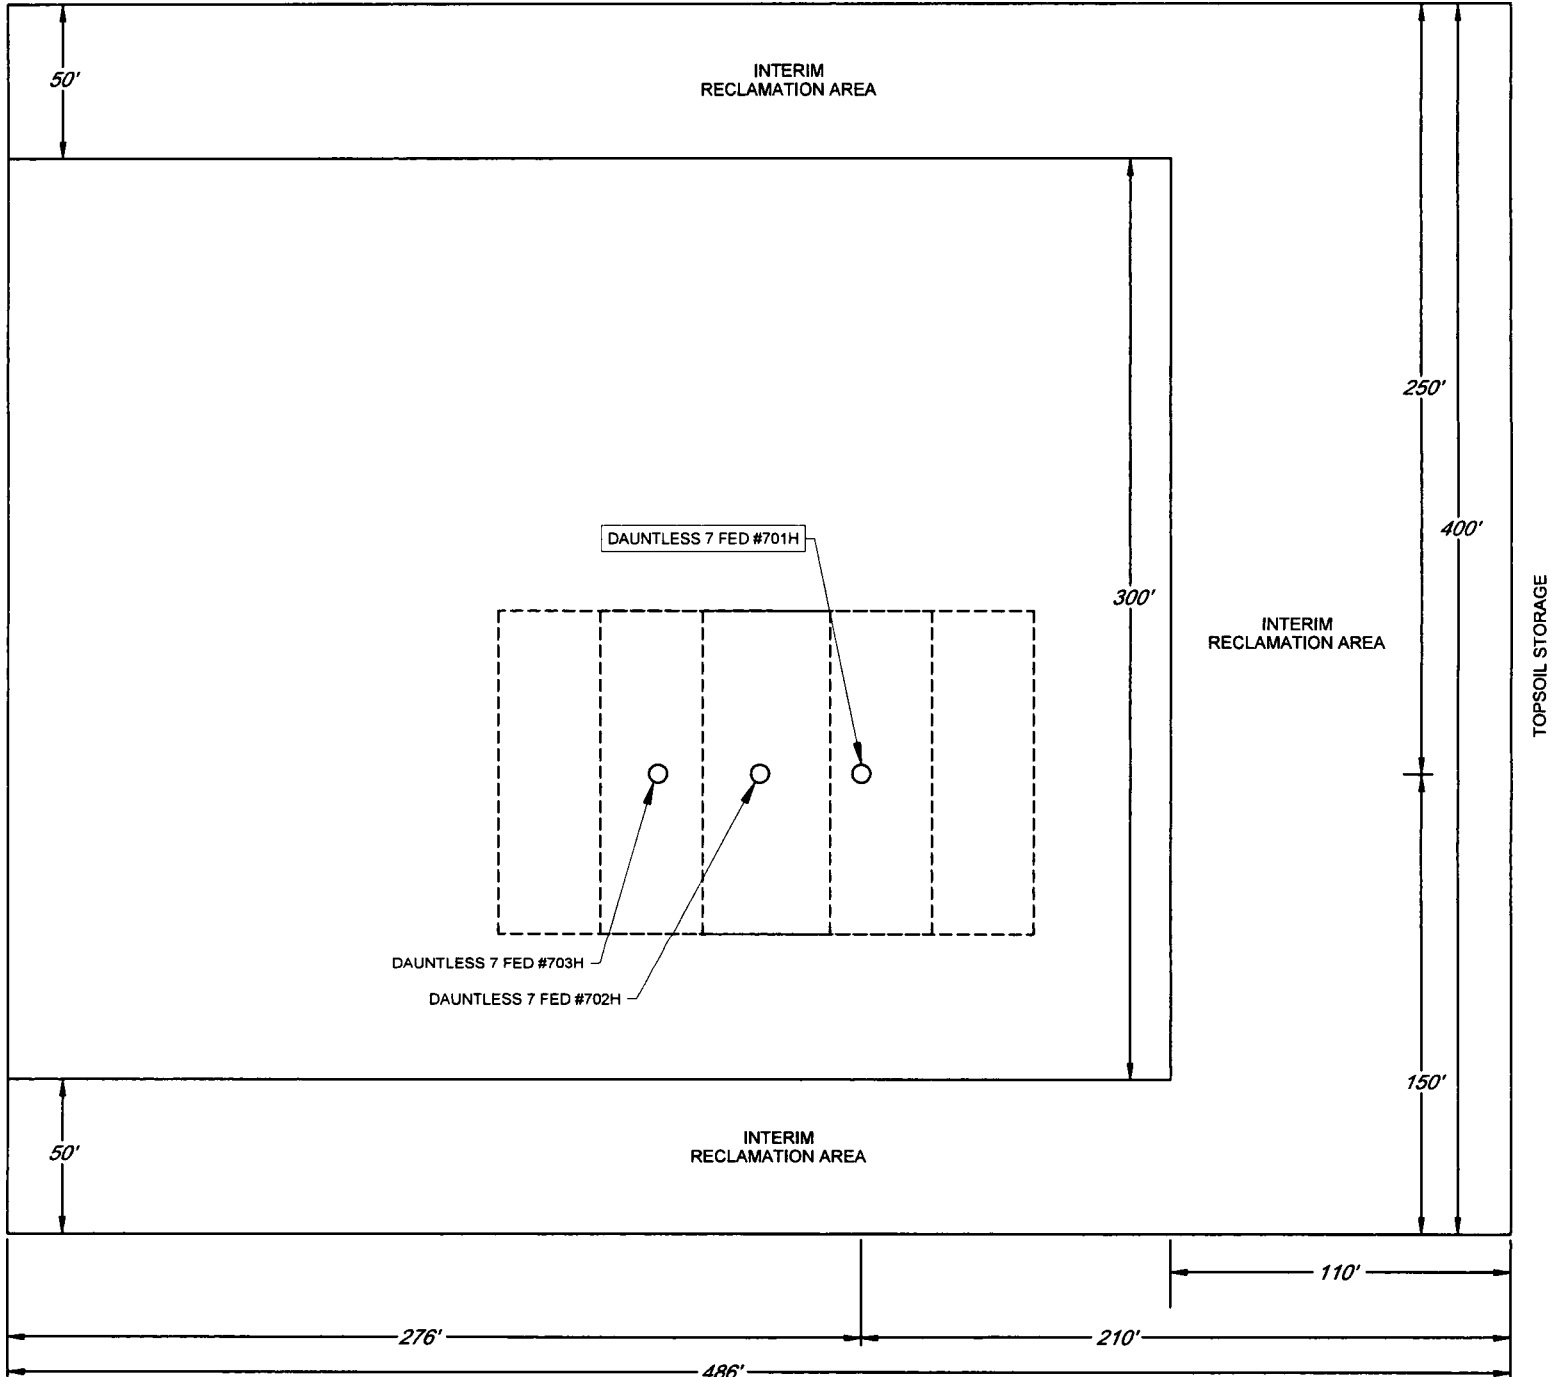 50'
INTERIM
RECLAMATION AREA
250'
400'
DAUNTLESS 7 FED #701H
300'
INTERIM
RECLAMATION AREA
TOPSOIL STORAGE
DAUNTLESS 7 FED #703H
DAUNTLESS 7 FED #702H
150'
50'
INTERIM
RECLAMATION AREA
110'
276'
210'
486'